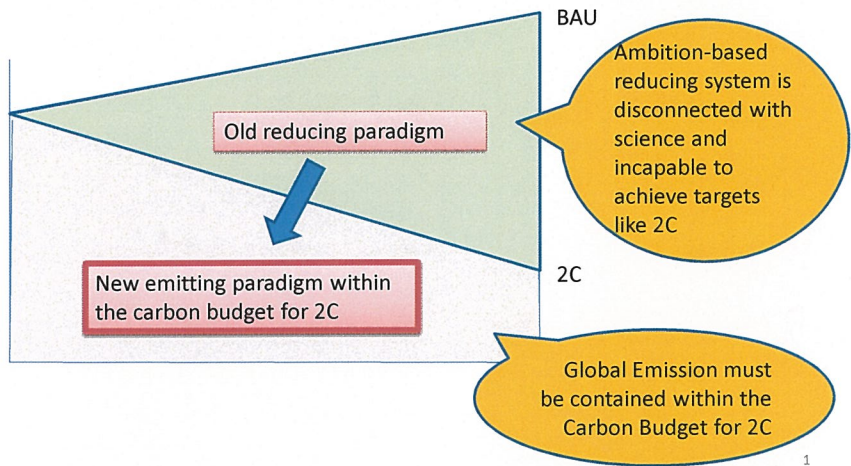 BAU
Ambition-based
reducing system is
disconnected with
science and
incapable to
achieve targets
like 2C
Old reducing paradigm
New emitting paradigm within
the carbon budget for 2C
2C
Global Emission must
be contained within the
Carbon Budget for 2C
1